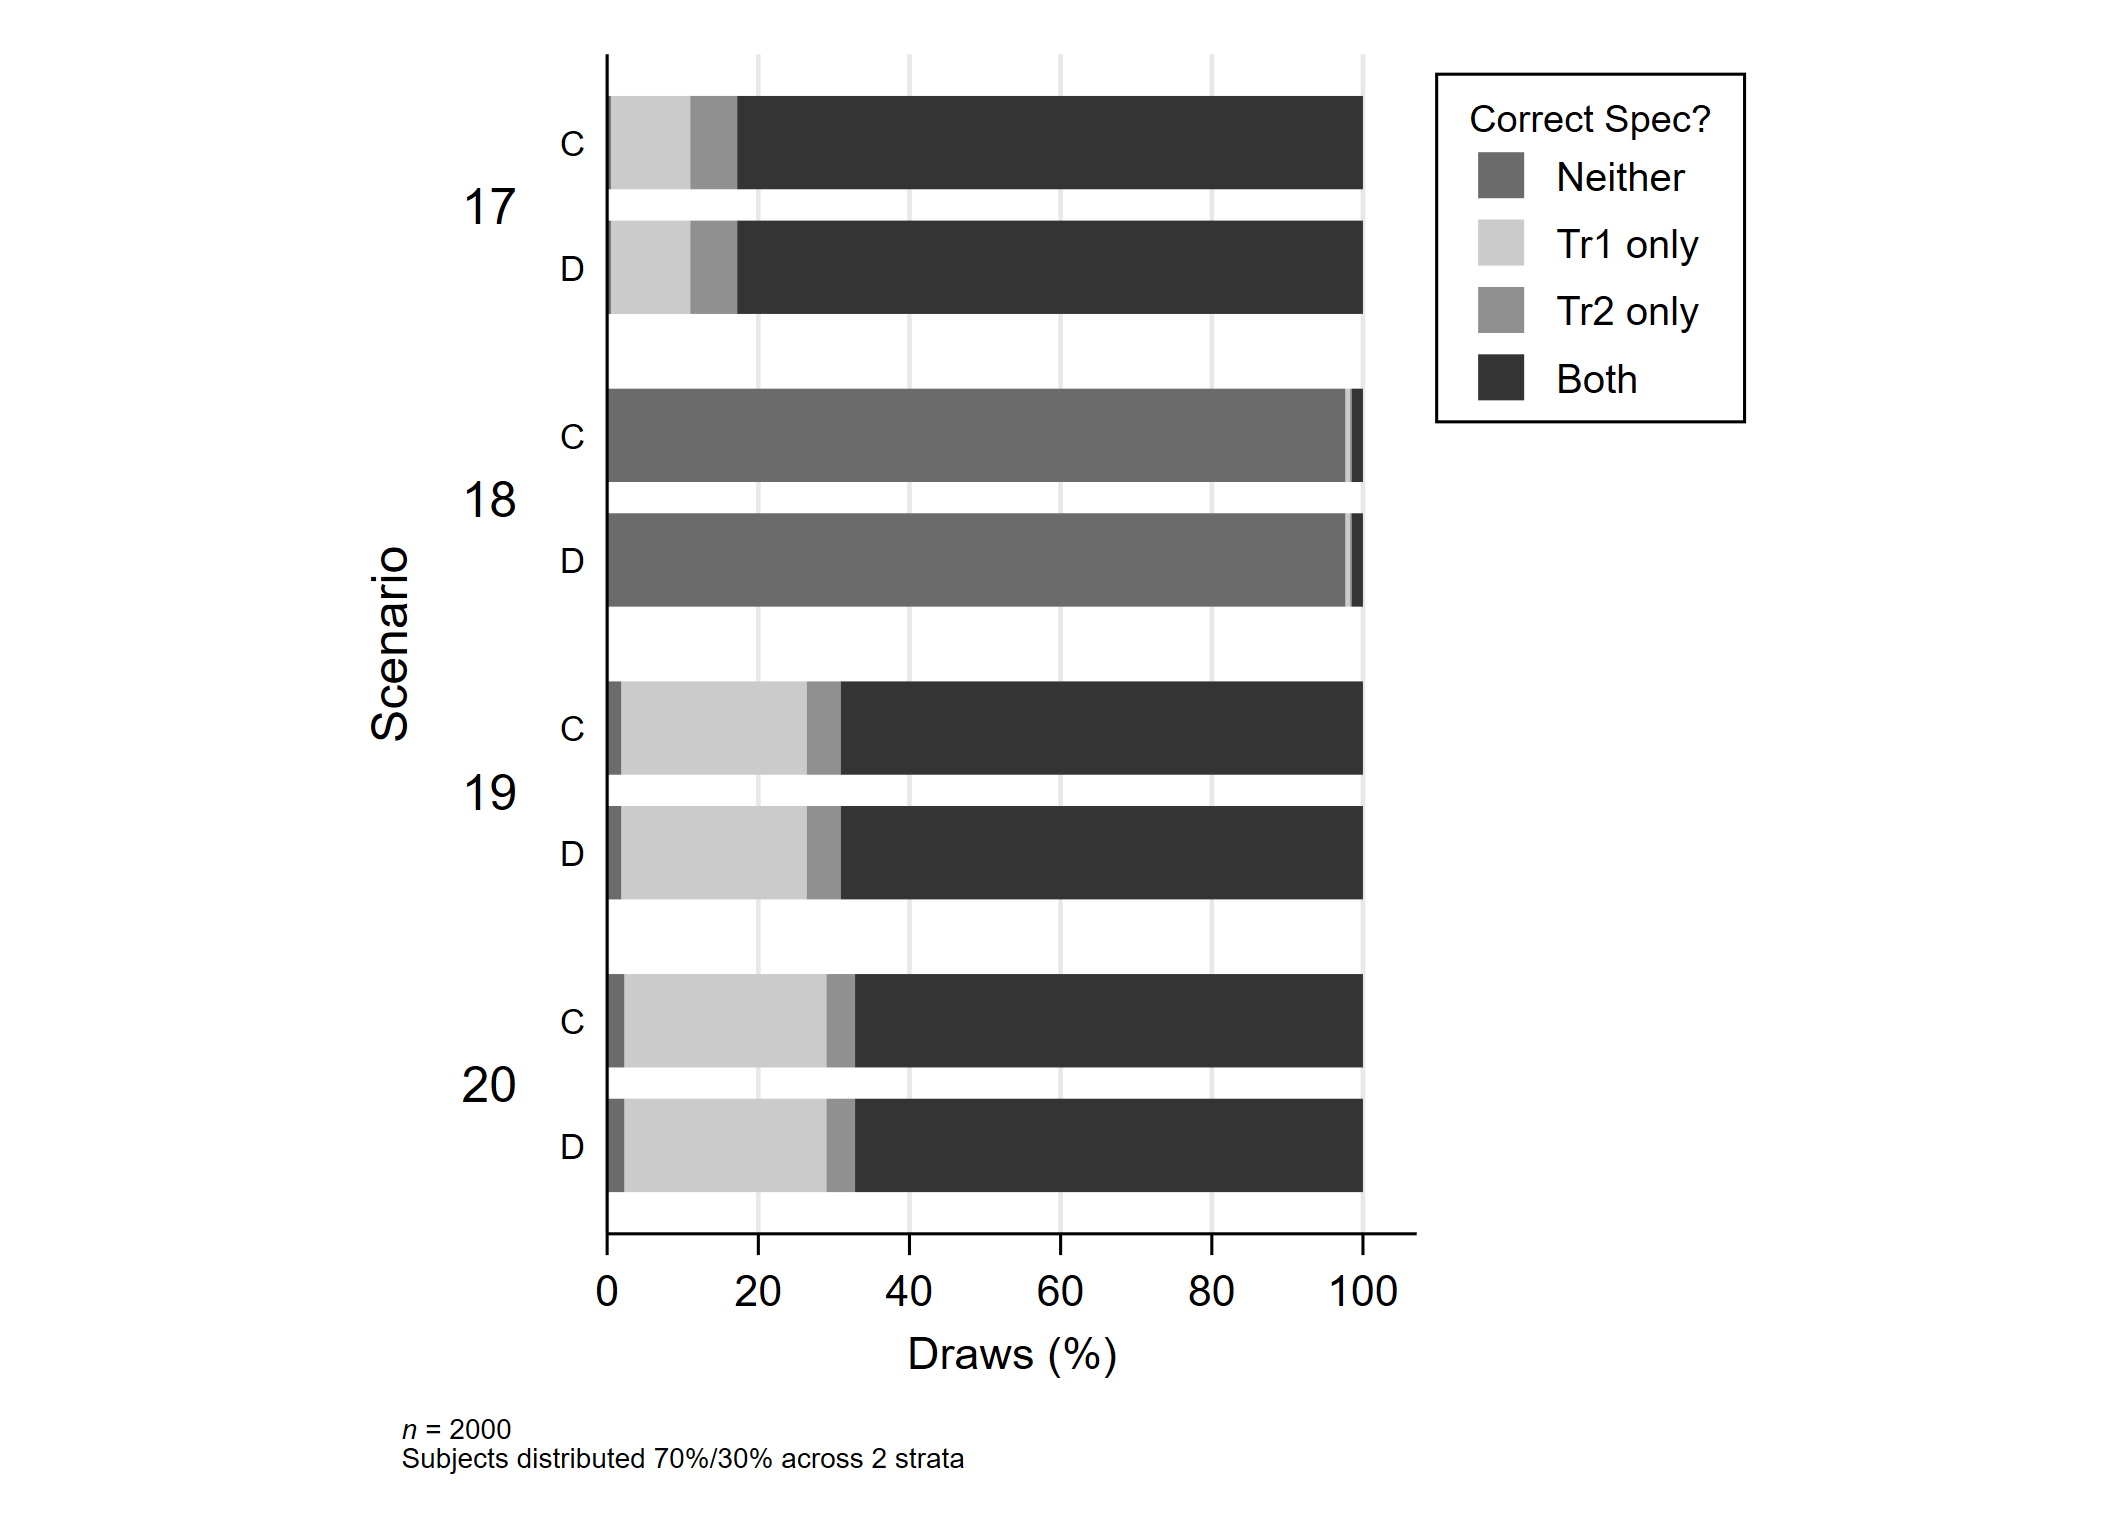 Correct Spec?
Neither
Tr1 only
Tr2 only
Both
Scenario
17
C
D
18
C
D
19
C
D
20
C
D
0 20 40 60 80 100
Draws (%)
n = 2000
Subjects distributed 70%/30% across 2 strata